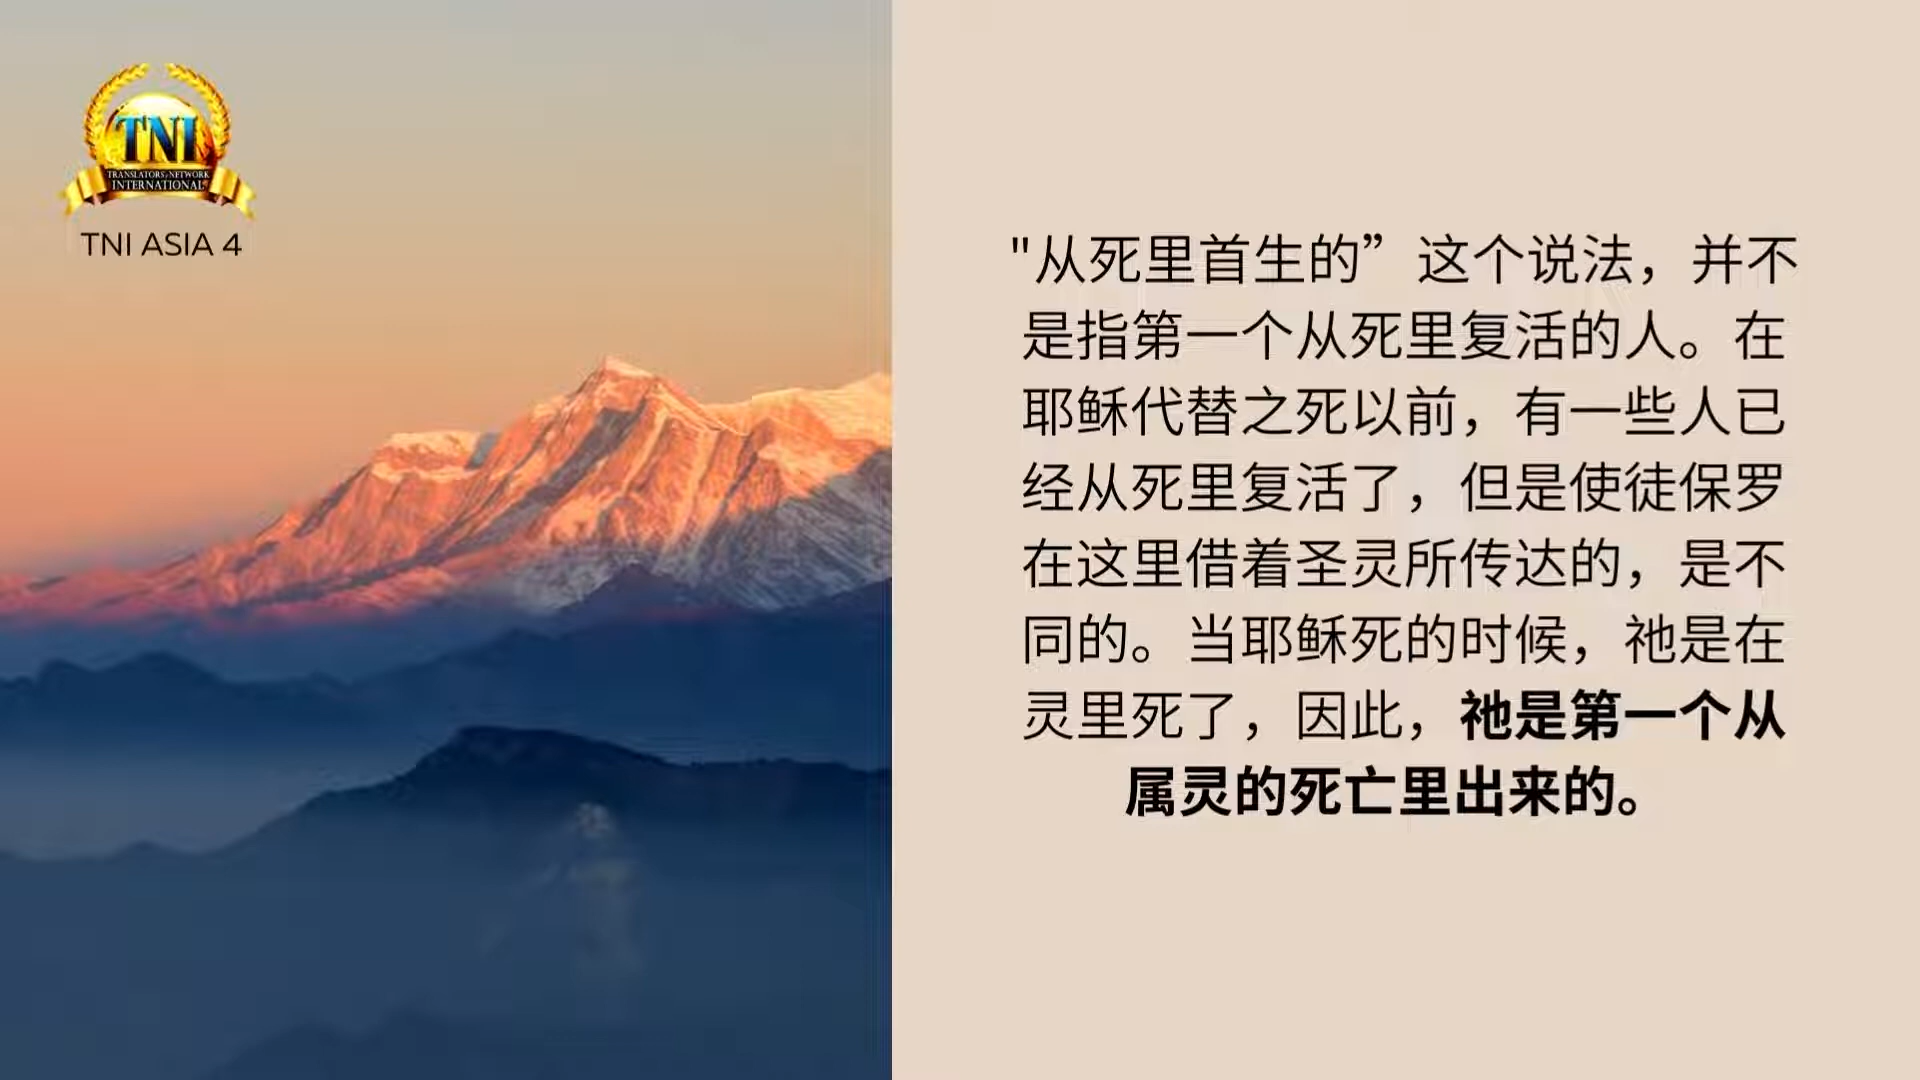 TNI
TRANSLATORS NETWORK
INTERNATIONAL
TNI ASIA 4
"从死里首生的”这个说法，并不
是指第一个从死里复活的人。在
耶稣代替之死以前，有一些人已
经从死里复活了，但是使徒保罗
在这里借着圣灵所传达的，是不
同的。当耶稣死的时候，祂是在
灵里死了，因此，祂是第一个从
属灵的死亡里出来的。